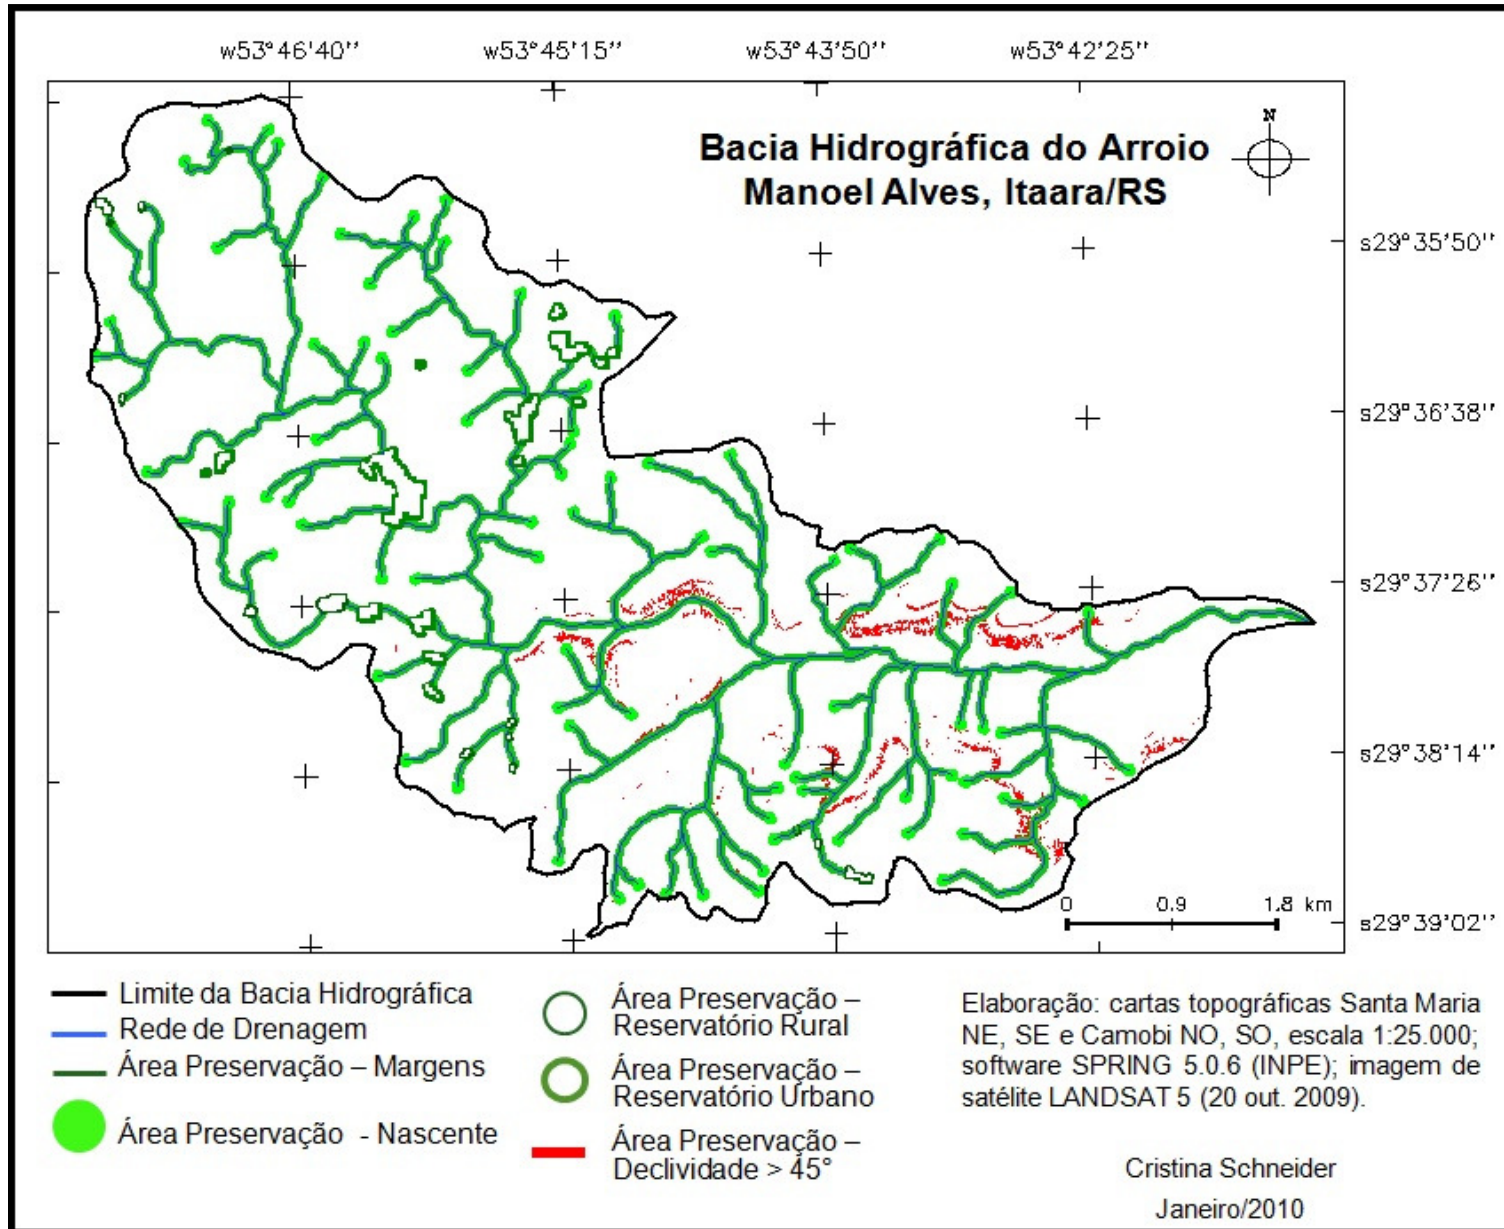 w53°46'40'' w53°45'15'' w53°43'50'' w53°42'25''
N
Bacia Hidrográfica do Arroio
Manoel Alves, Itaara/RS
s29°35'50''
s29°36'38''
s29°37'26''
s29°38'14''
0 0.9 1.8 km
s29°39'02''
Limite da Bacia Hidrográfica
Rede de Drenagem
Área Preservação – Margens
Área Preservação - Nascente
Área Preservação –
Reservatório Rural
Área Preservação –
Reservatório Urbano
Área Preservação –
Declividade > 45°
Elaboração: cartas topográficas Santa Maria
NE, SE e Camobi NO, SO, escala 1:25.000;
software SPRING 5.0.6 (INPE); imagem de
satélite LANDSAT 5 (20 out. 2009).
Cristina Schneider
Janeiro/2010